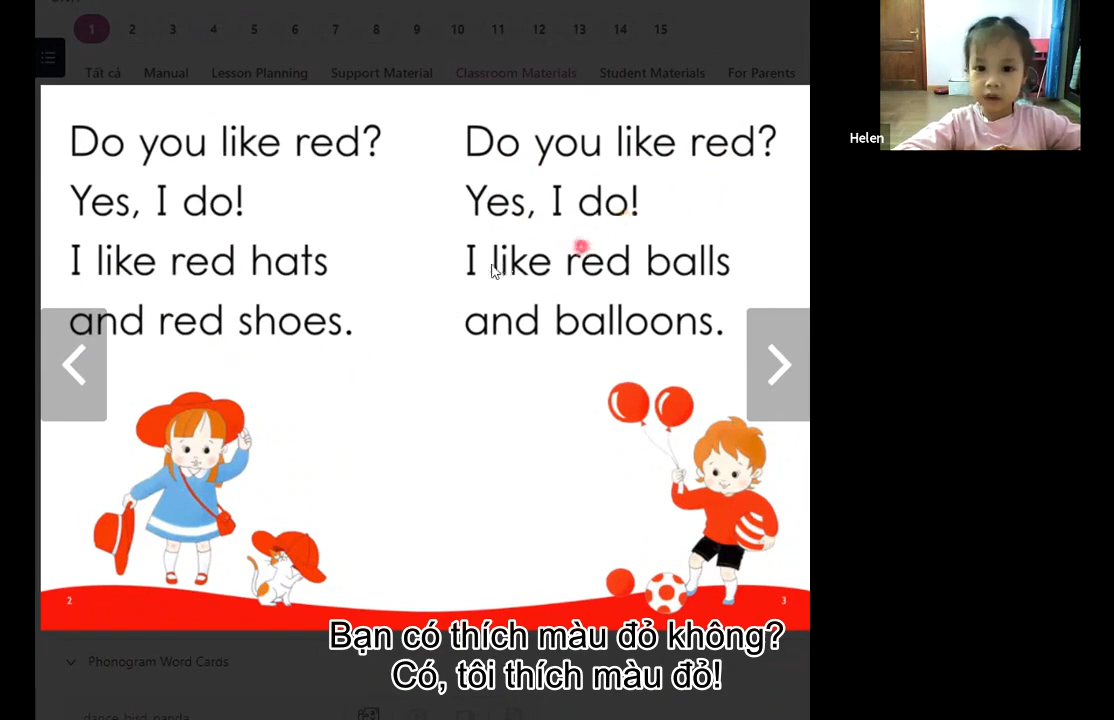 1 2 3 4 5 6 7 8 9 10 11 12 13 14 15
Tất cả Manual Lesson Planning Support Material Classroom Materials Student Materials For Parents
Helen
Do you like red?
Yes, I do!
I like red hats
and red shoes.
Do you like red?
Yes, I do!
I like red balls
and balloons.
2
3
Bạn có thích màu đỏ không?
Có, tôi thích màu đỏ!
Phonogram Word Cards
dance, bird, panda